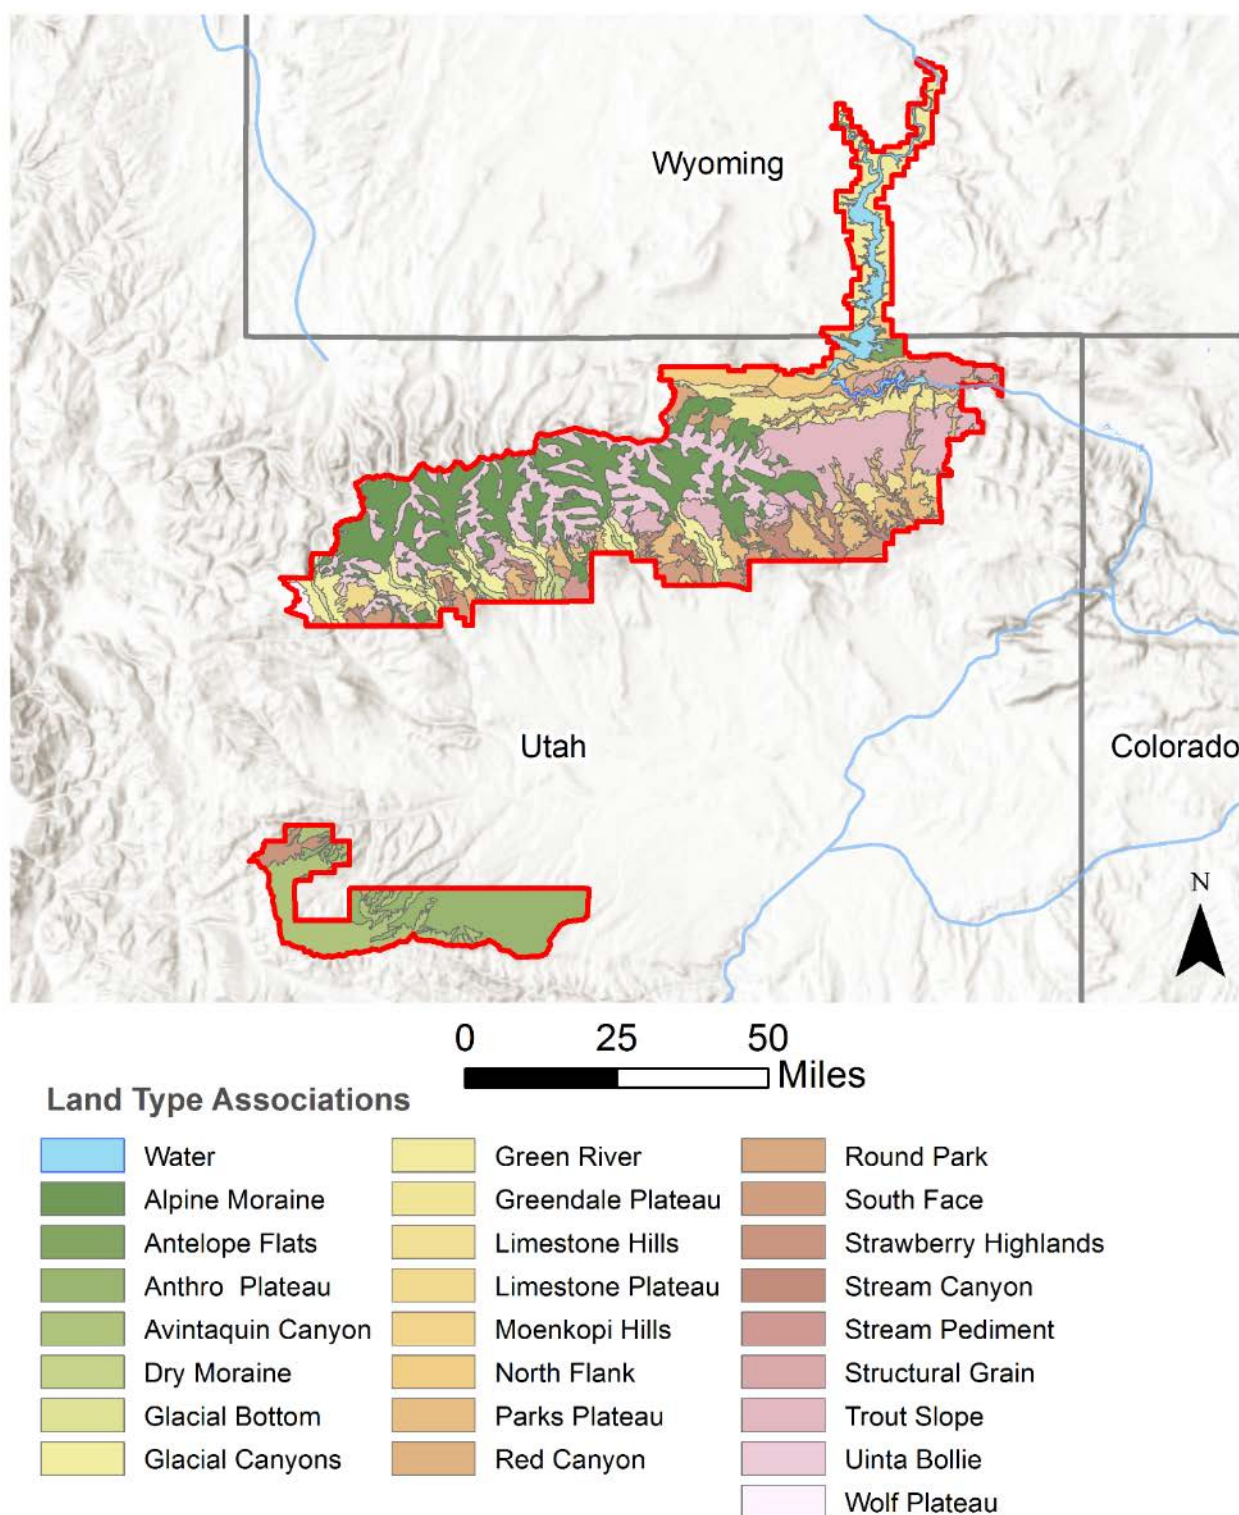 Wyoming
Utah
Colorado
N
0 25 50
Miles
Land Type Associations
Water
Alpine Moraine
Antelope Flats
Anthro Plateau
Avintaquin Canyon
Dry Moraine
Glacial Bottom
Glacial Canyons
Green River
Greendale Plateau
Limestone Hills
Limestone Plateau
Moenkopi Hills
North Flank
Parks Plateau
Red Canyon
Round Park
South Face
Strawberry Highlands
Stream Canyon
Stream Pediment
Structural Grain
Trout Slope
Uinta Bollie
Wolf Plateau